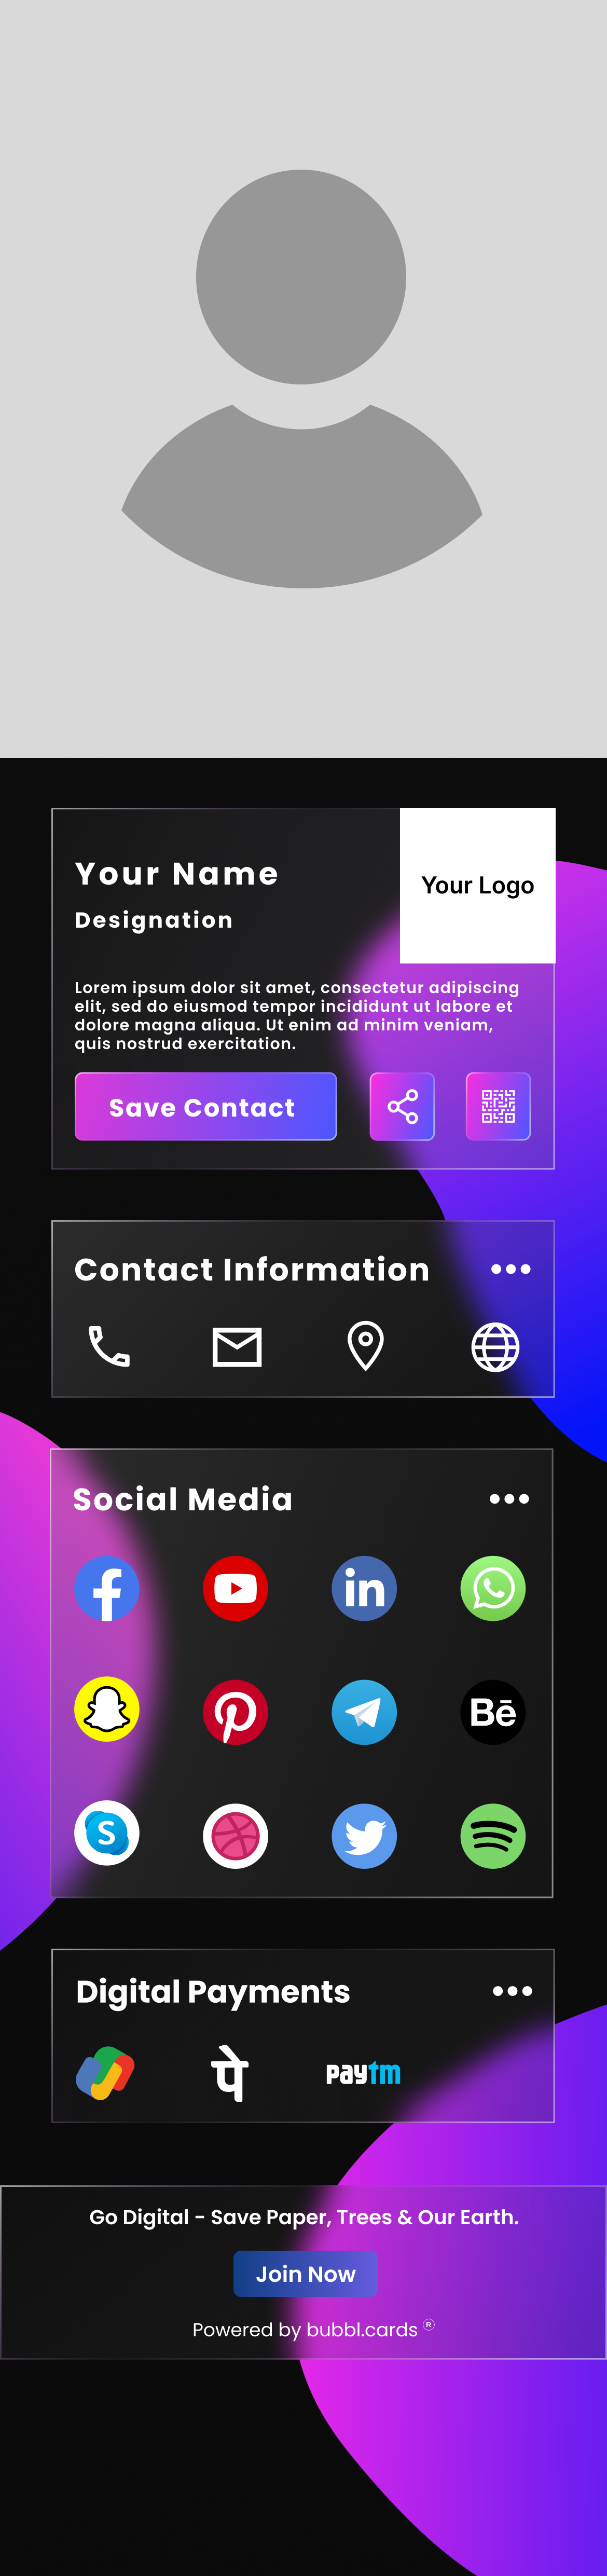 Your Name
Your Logo
Designation
Lorem ipsum dolor sit amet, consectetur adipiscing
elit, sed do eiusmod tempor incididunt ut labore et
dolore magna aliqua. Ut enim ad minim veniam,
quis nostrud exercitation.
Save Contact
Contact Information
Social Media
in
Bē
S
Digital Payments
पे
paytm
Go Digital - Save Paper, Trees & Our Earth.
Join Now
Powered by bubbl.cards ®